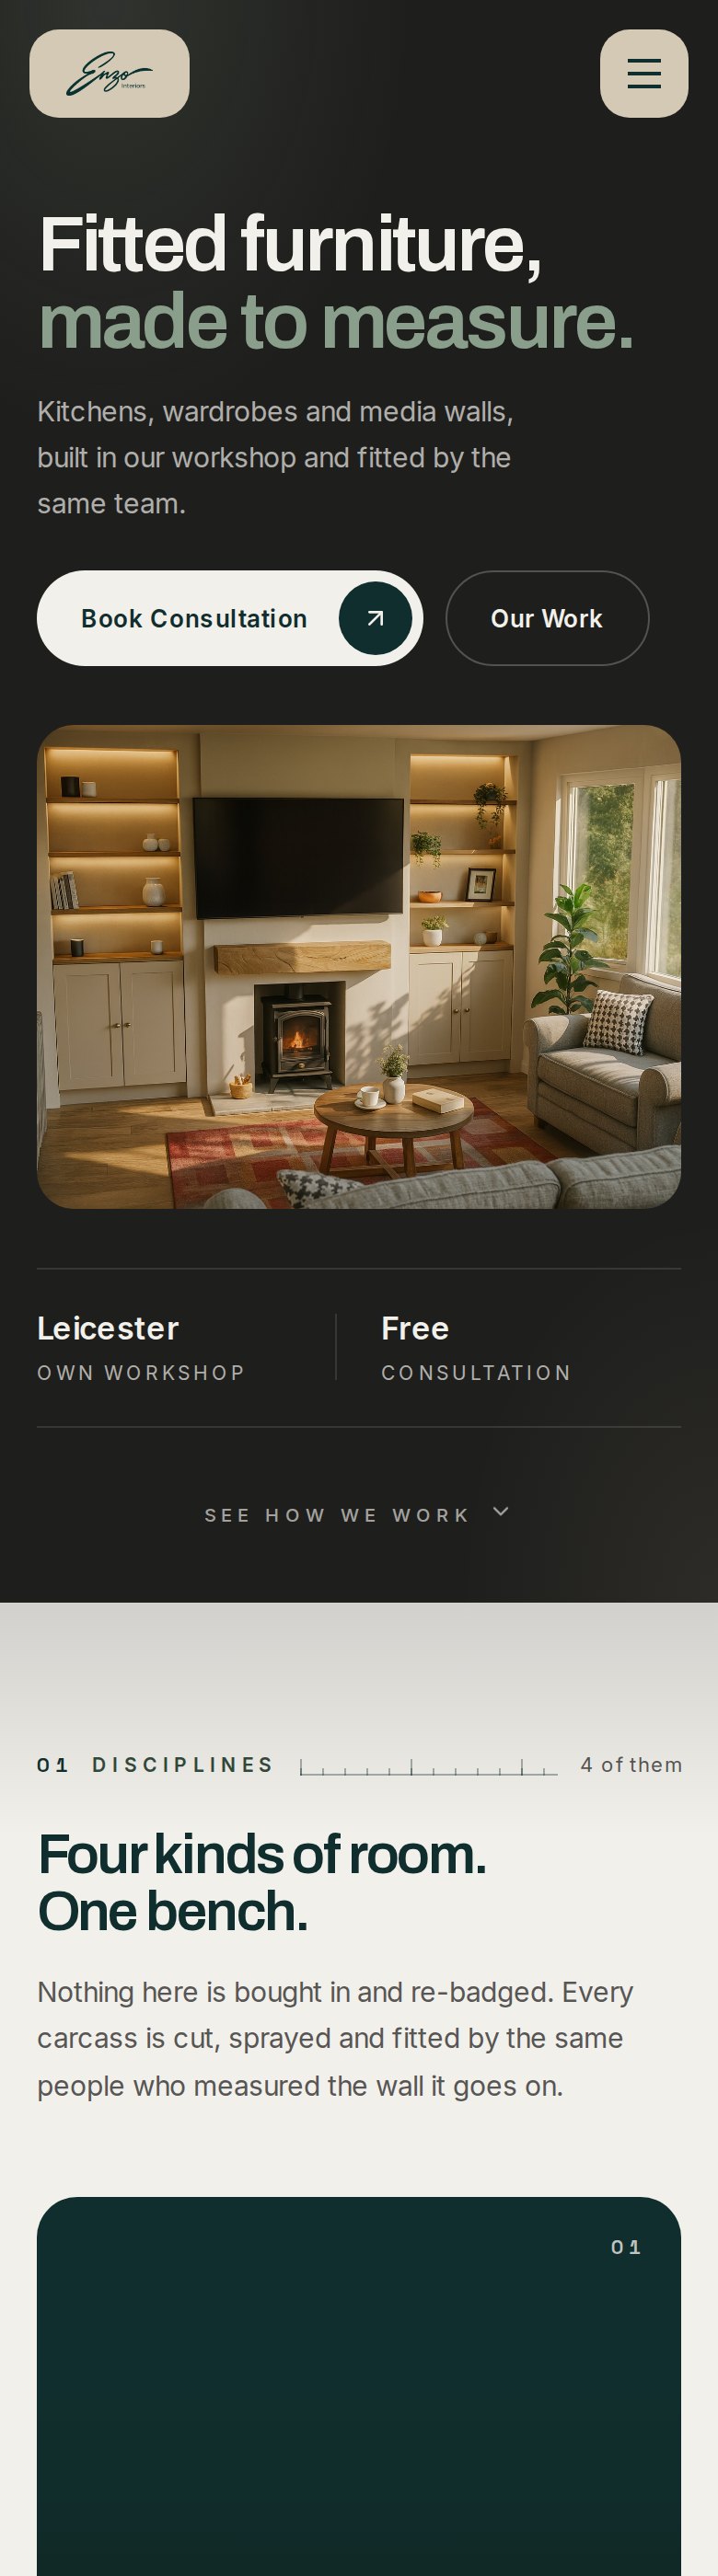 Enzo
Interiors
Fitted furniture,
made to measure.
Kitchens, wardrobes and media walls,
built in our workshop and fitted by the
same team.
Book Consultation
Our Work
Leicester
Free
OWN WORKSHOP
CONSULTATION
SEE HOW WE WORK
01 DISCIPLINES 4 of them
Four kinds of room.
One bench.
Nothing here is bought in and re-badged. Every
carcass is cut, sprayed and fitted by the same
people who measured the wall it goes on.
01